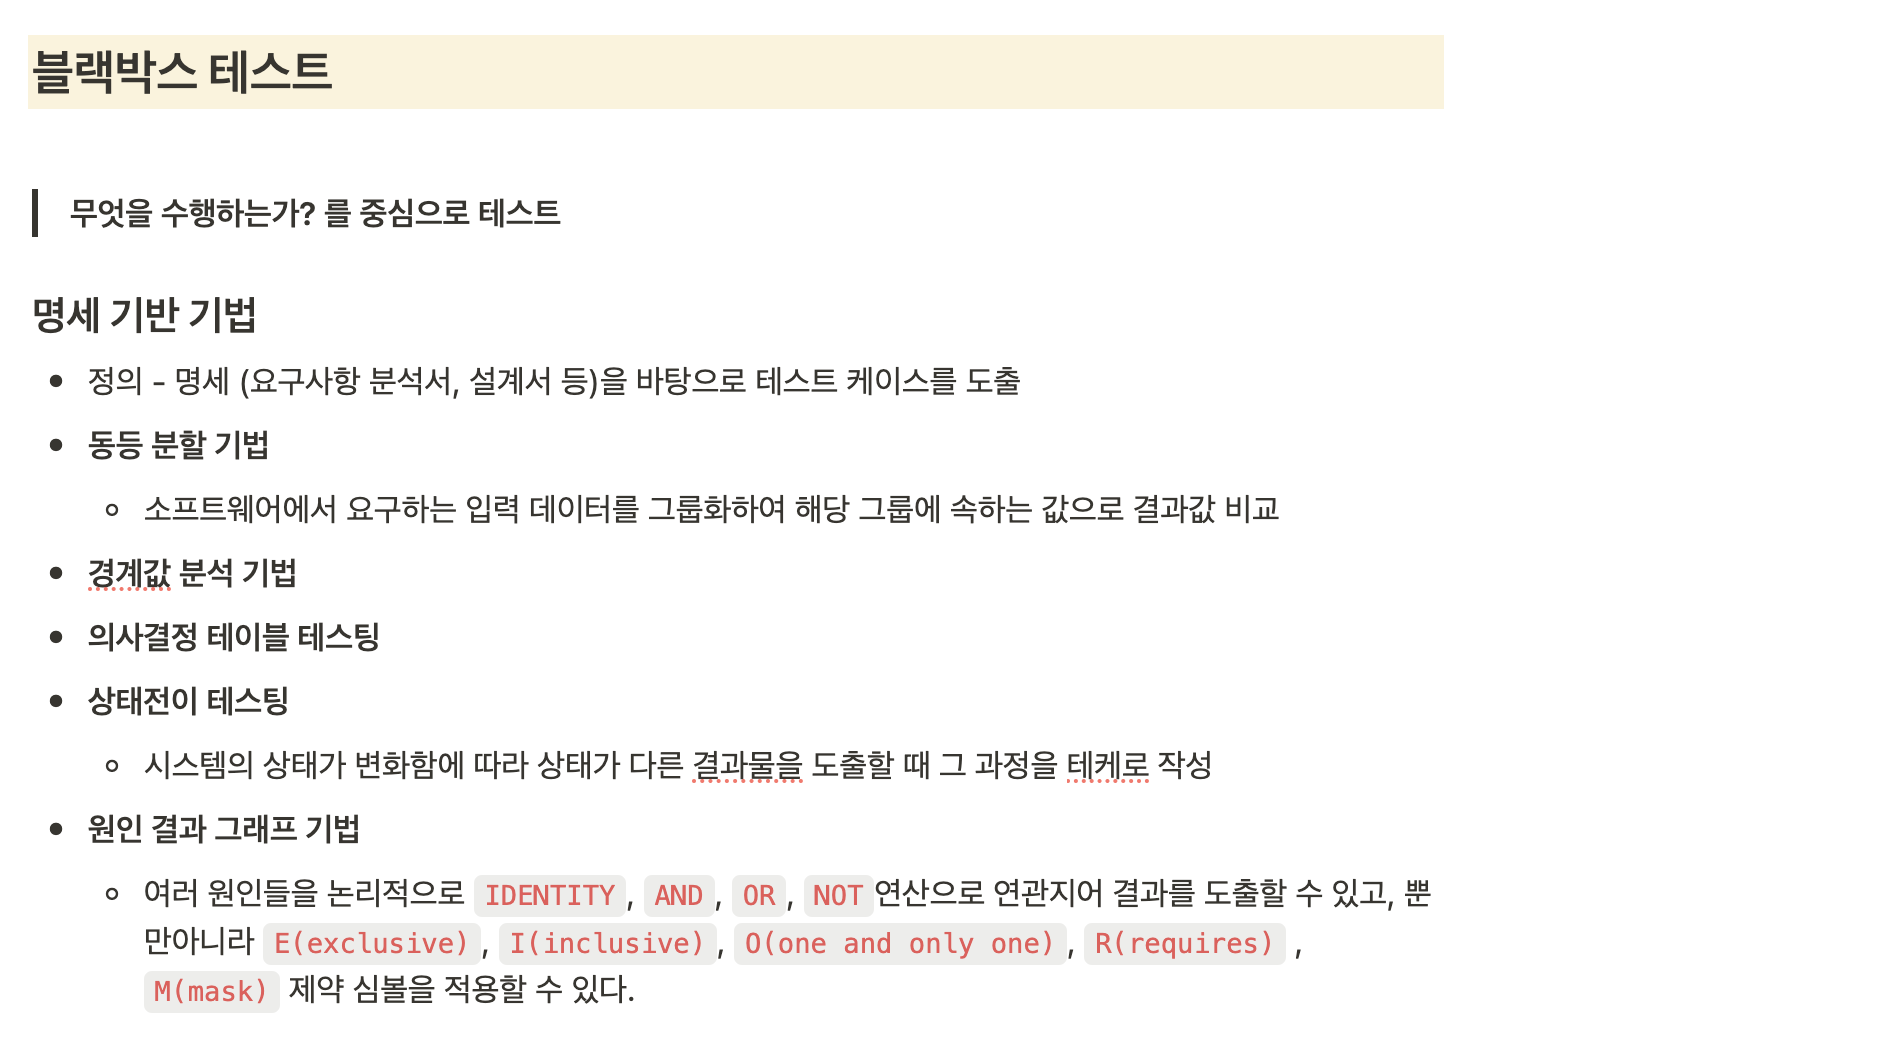 블랙박스 테스트
무엇을 수행하는가? 를 중심으로 테스트
명세 기반 기법
• 정의 - 명세 (요구사항 분석서, 설계서 등)을 바탕으로 테스트 케이스를 도출
• 동등 분할 기법
◦ 소프트웨어에서 요구하는 입력 데이터를 그룹화하여 해당 그룹에 속하는 값으로 결과값 비교
• 경계값 분석 기법
• 의사결정 테이블 테스팅
• 상태전이 테스팅
◦ 시스템의 상태가 변화함에 따라 상태가 다른 결과물을 도출할 때 그 과정을 테케로 작성
• 원인 결과 그래프 기법
◦ 여러 원인들을 논리적으로 IDENTITY, AND, OR, NOT연산으로 연관지어 결과를 도출할 수 있고, 뿐
만아니라 E(exclusive), I(inclusive), O(one and only one), R(requires) ,
M(mask) 제약 심볼을 적용할 수 있다.